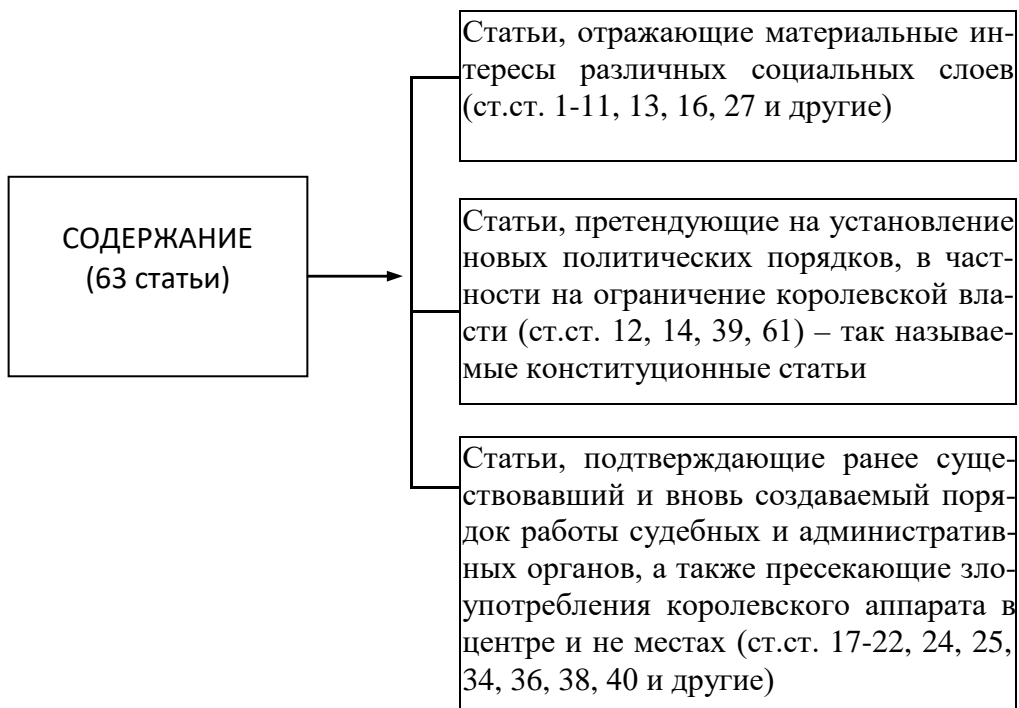 СОДЕРЖАНИЕ
(63 статьи)
Статьи, отражающие материальные ин-
тересы различных социальных слоев
(ст.ст. 1-11, 13, 16, 27 и другие)
Статьи, претендующие на установление
новых политических порядков, в част-
ности на ограничение королевской вла-
сти (ст.ст. 12, 14, 39, 61) – так называе-
мые конституционные статьи
Статьи, подтверждающие ранее суще-
ствовавший и вновь создаваемый поря-
док работы судебных и административ-
ных органов, а также пресекающие зло-
употребления королевского аппарата в
центре и не местах (ст.ст. 17-22, 24, 25,
34, 36, 38, 40 и другие)